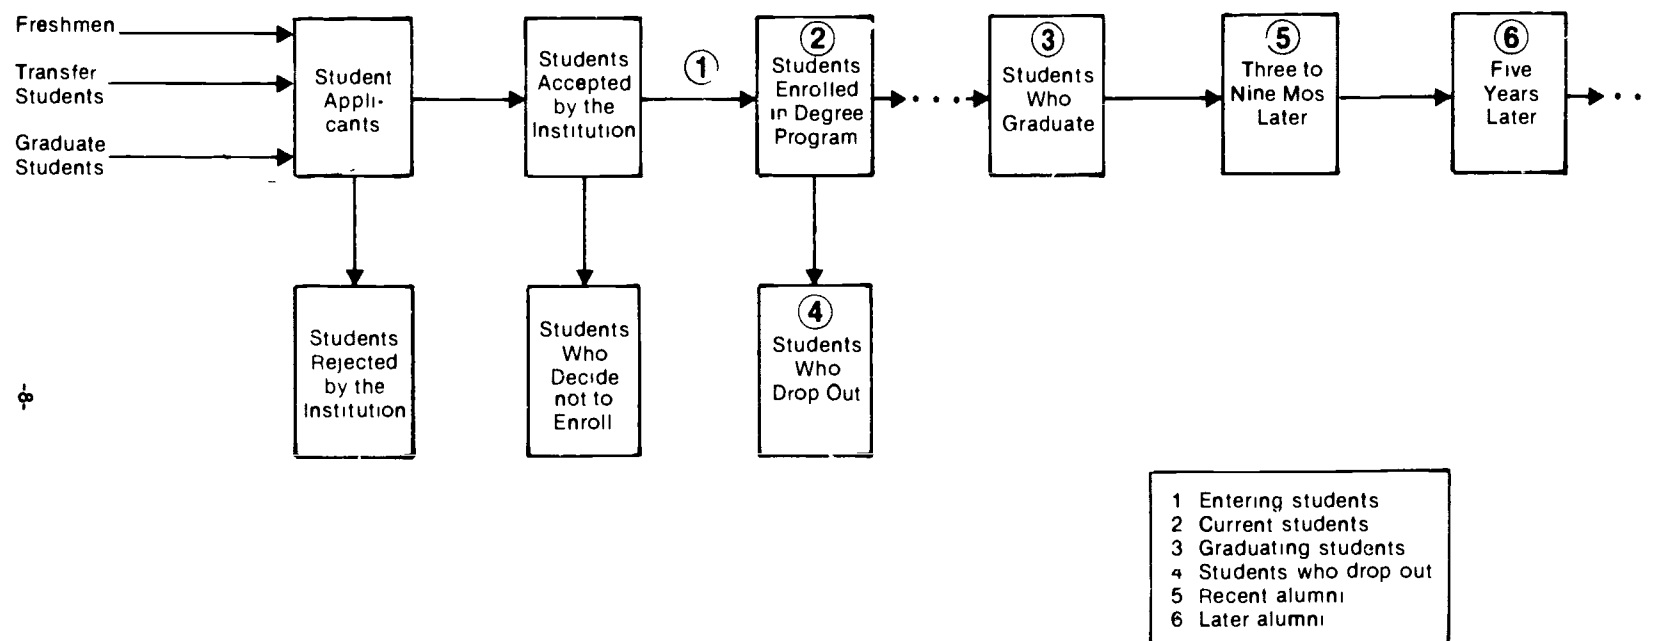 Freshmen
Transfer
Students
Graduate
Students
Student
Appli-
cants
Students
Accepted
by the
Institution
1
2
Students
Enrolled
in Degree
Program
3
Students
Who
Graduate
5
Three to
Nine Mos
Later
6
Five
Years
Later
Students
Rejected
by the
Institution
Students
Who
Decide
not to
Enroll
4
Students
Who
Drop Out
-8-
1 Entering students
2 Current students
3 Graduating students
4 Students who drop out
5 Recent alumni
6 Later alumni